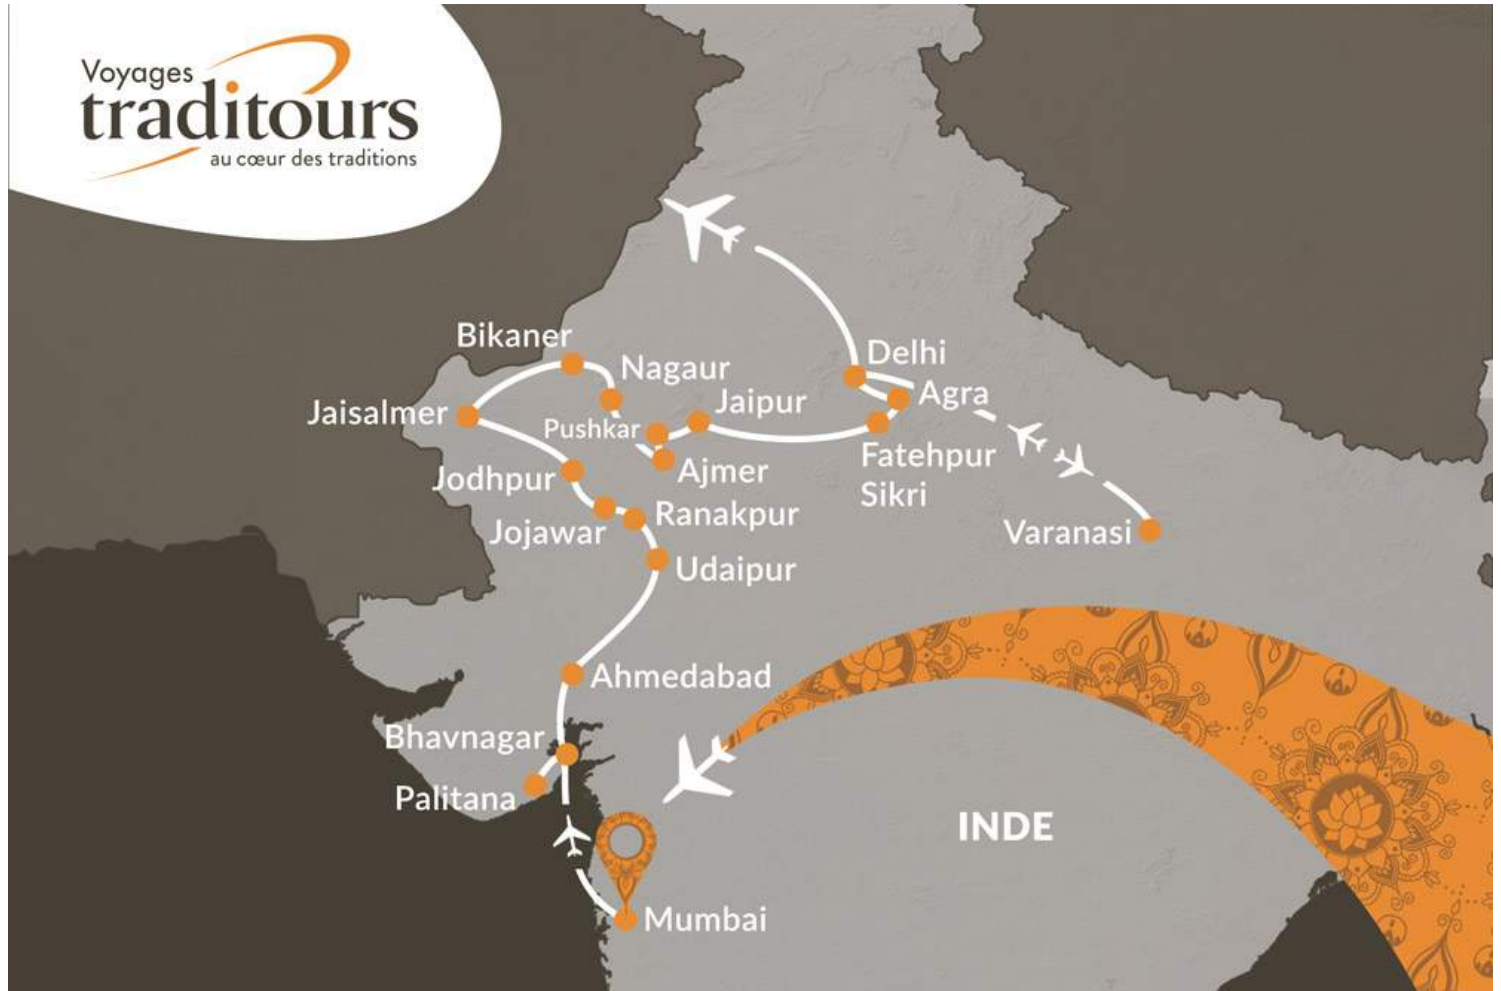 Voyages
traditours
au cœur des traditions
Bikaner
Nagaur
Delhi
Agra
Jaisalmer
Jaipur
Pushkar
Ajmer
Fatehpur
Sikri
Jodhpur
Ranakpur
Jojawar
Varanasi
Udaipur
Ahmedabad
Bhavnagar
Palitana
INDE
Mumbai